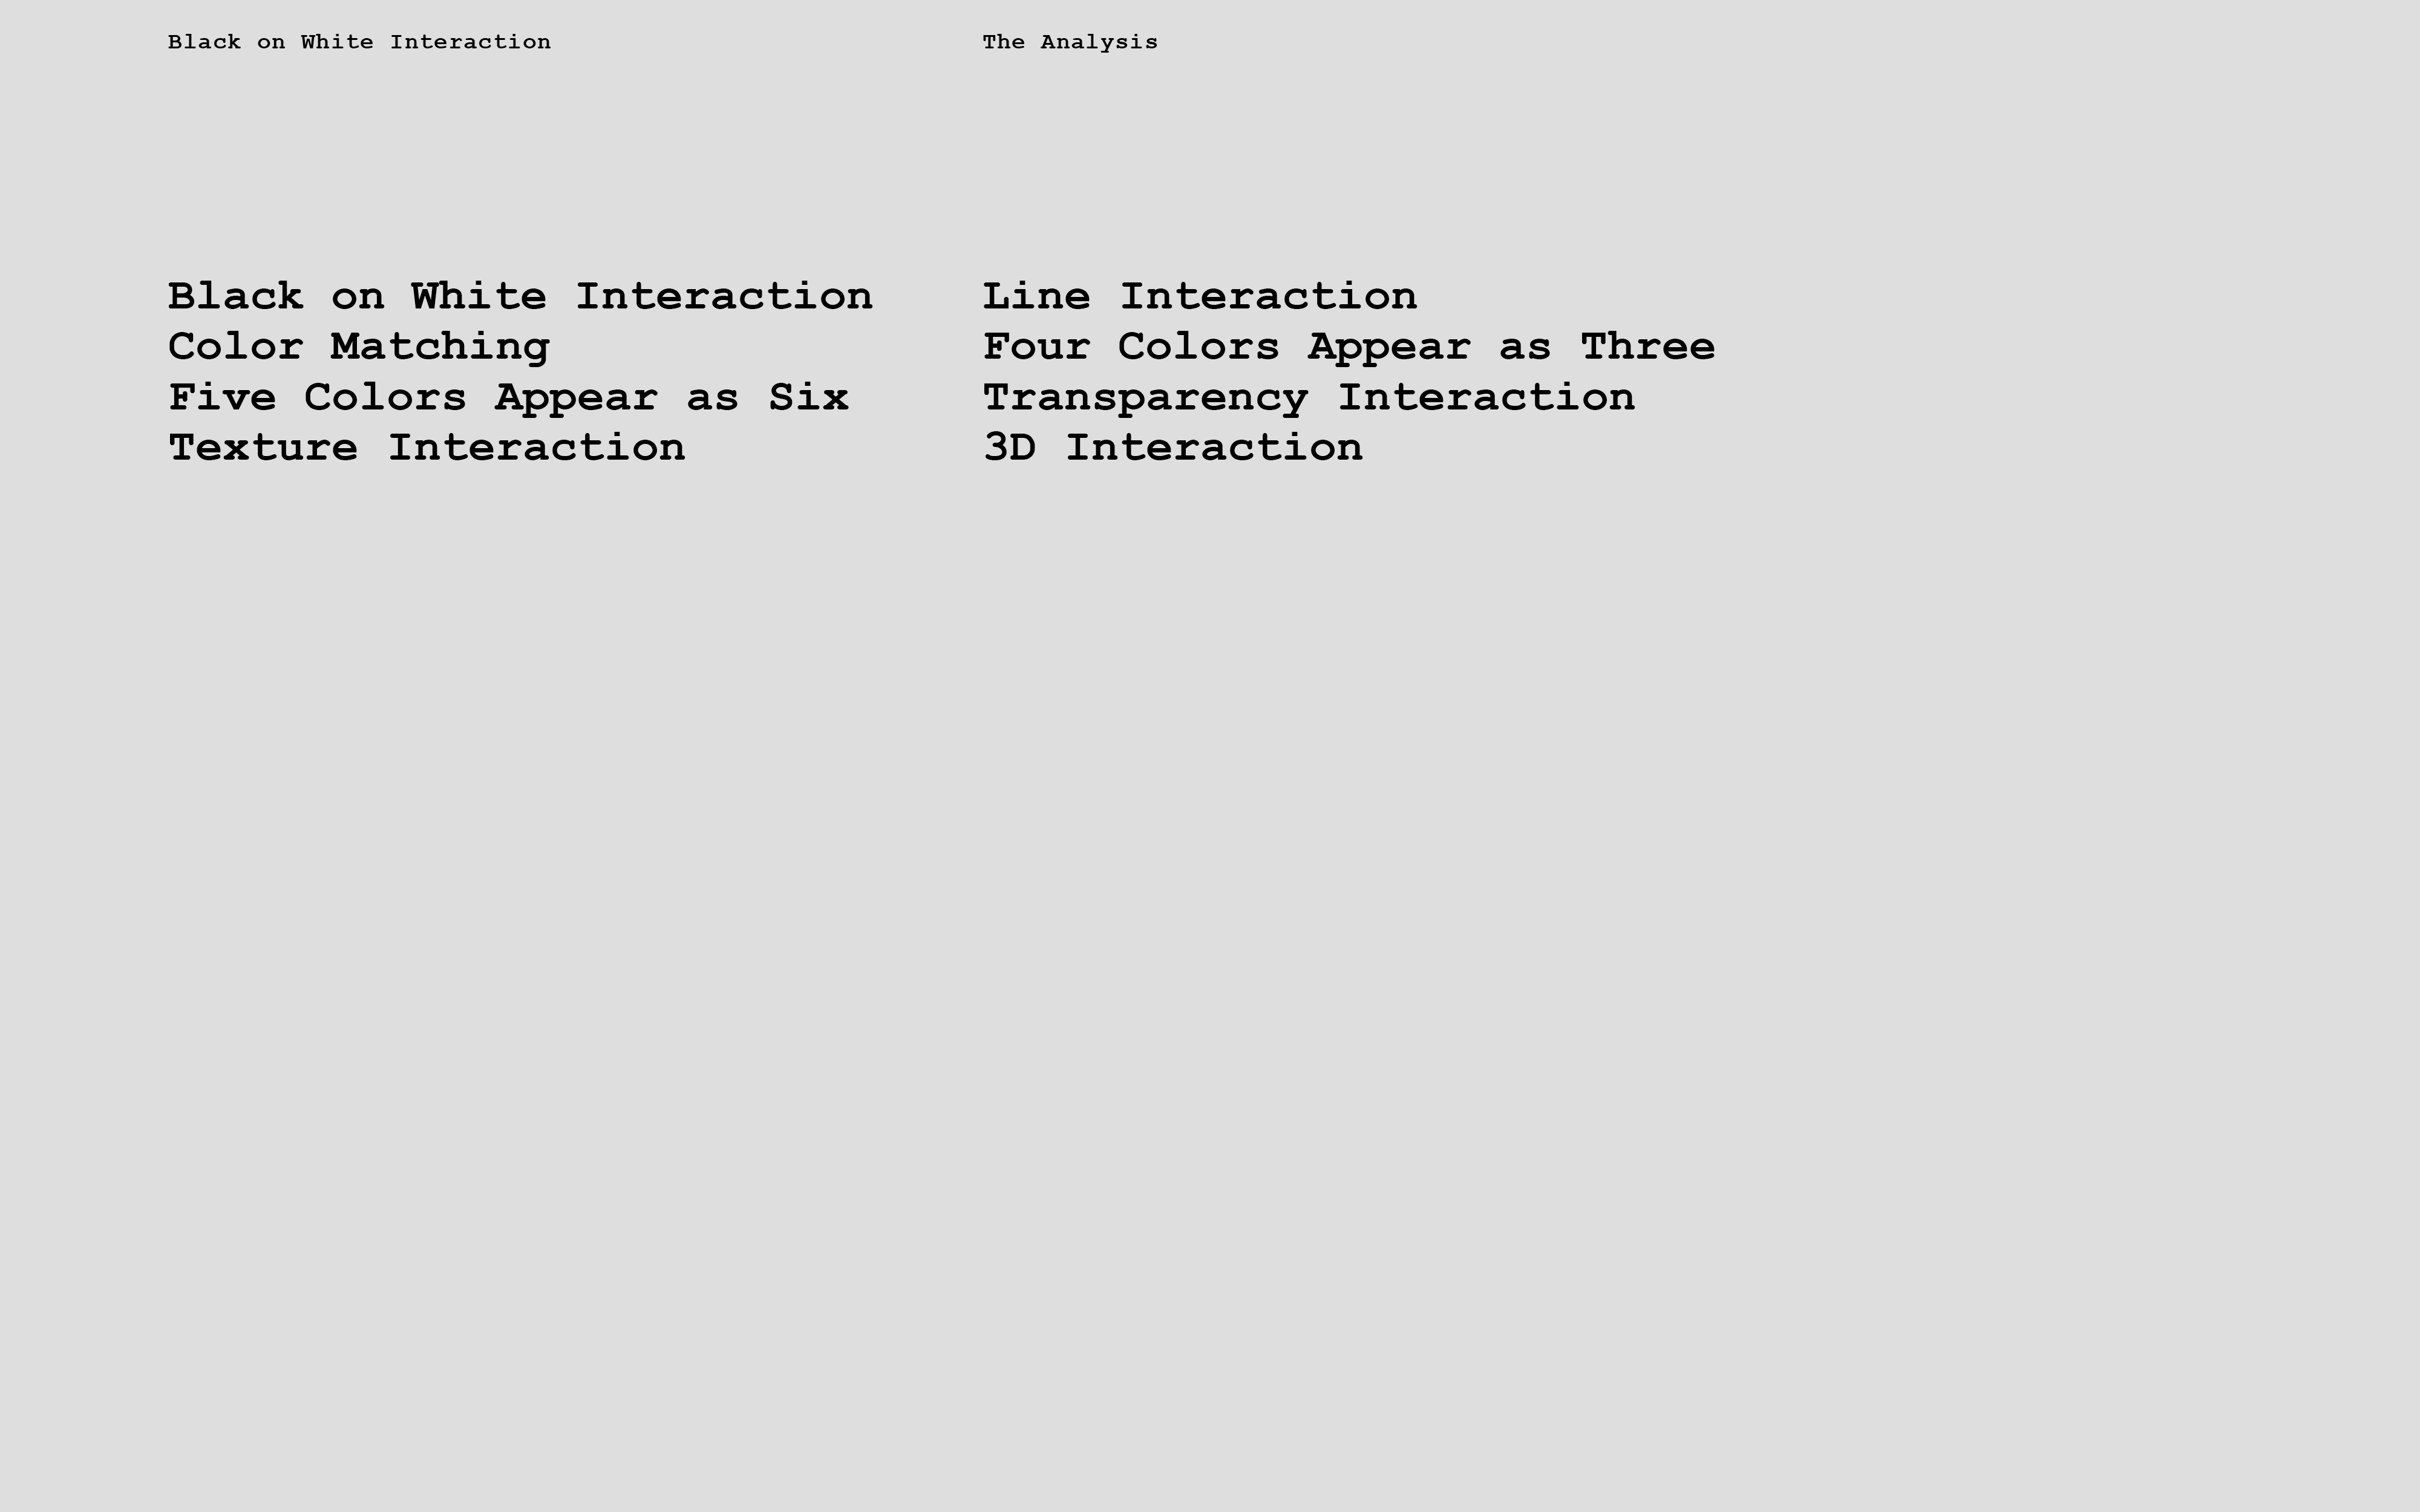 Black on White Interaction
The Analysis
Black on White Interaction
Color Matching
Five Colors Appear as Six
Texture Interaction
Line Interaction
Four Colors Appear as Three
Transparency Interaction
3D Interaction